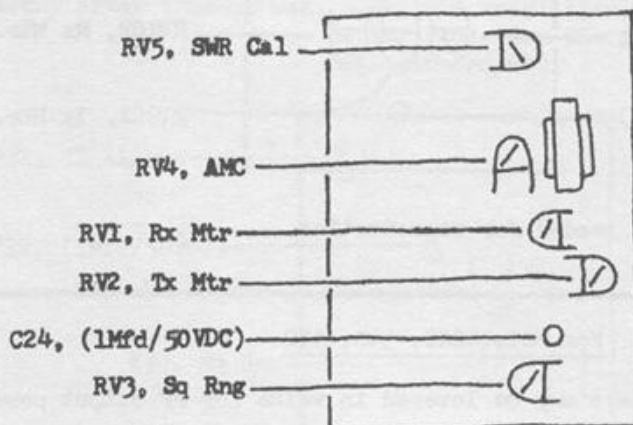 RV5, SWR Cal
RV4, AMC
RV1, Rx Mtr
RV2, Tx Mtr
C24, (1Mfd/50VDC)
RV3, Sq Rng